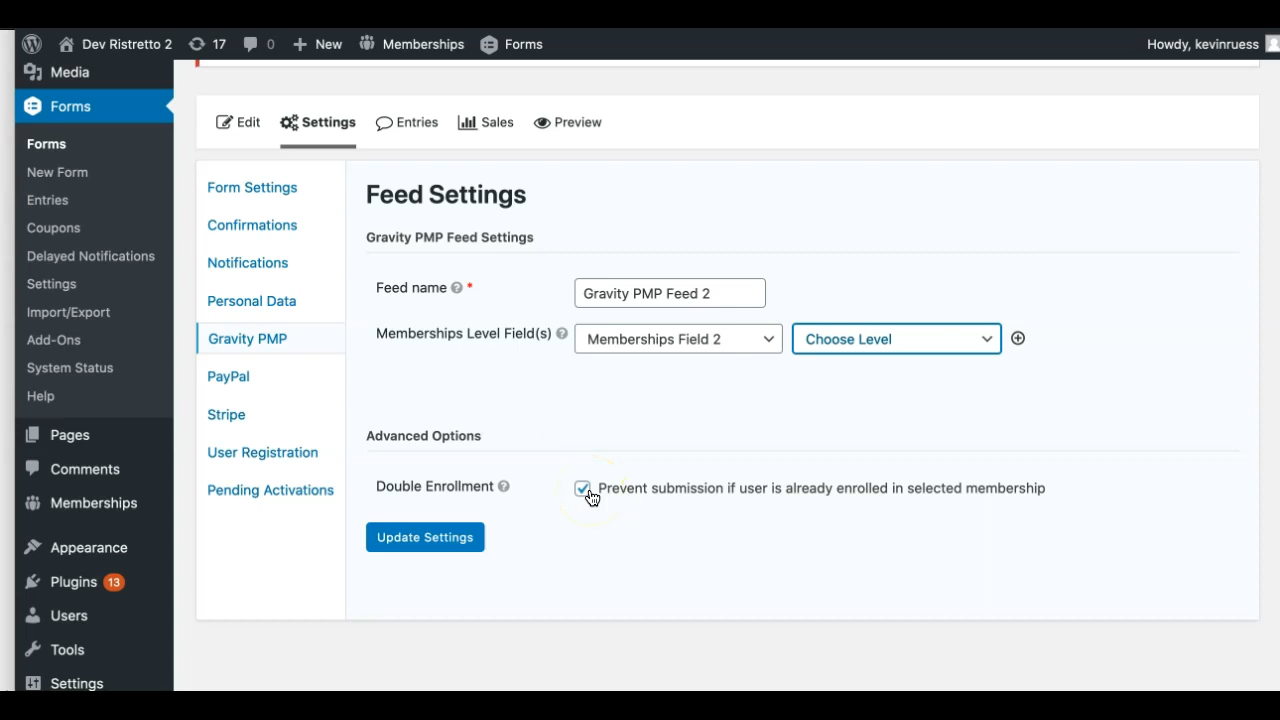 Dev Ristretto 2 17 0 New Memberships Forms Howdy, kevinruess
Media
Forms
Forms
New Form
Entries
Coupons
Delayed Notifications
Settings
Import/Export
Add-Ons
System Status
Help
Pages
Comments
Memberships
Appearance
Plugins 13
Users
Tools
Settings
Edit Settings Entries Sales Preview
Form Settings
Confirmations
Notifications
Personal Data
Gravity PMP
PayPal
Stripe
User Registration
Pending Activations
Feed Settings
Gravity PMP Feed Settings
Feed name ? * Gravity PMP Feed 2
Memberships Level Field(s) ? Memberships Field 2 Choose Level
Advanced Options
Double Enrollment ? Prevent submission if user is already enrolled in selected membership
Update Settings